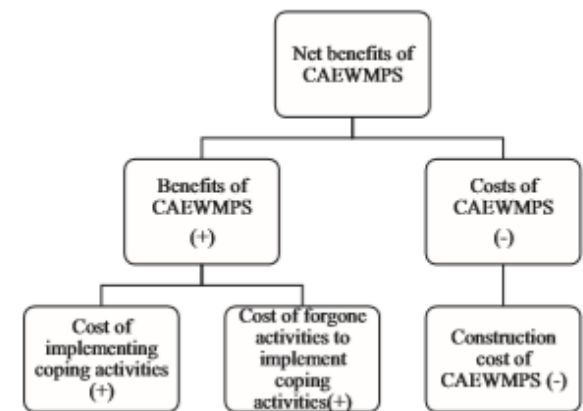 Net benefits of
CAEWMPS
Benefits of
CAEWMPS
(+)
Costs of
CAEWMPS
(-)
Cost of
implementing
coping activities
(+)
Cost of forgone
activities to
implement
coping
activities(+)
Construction
cost of
CAEWMPS (-)